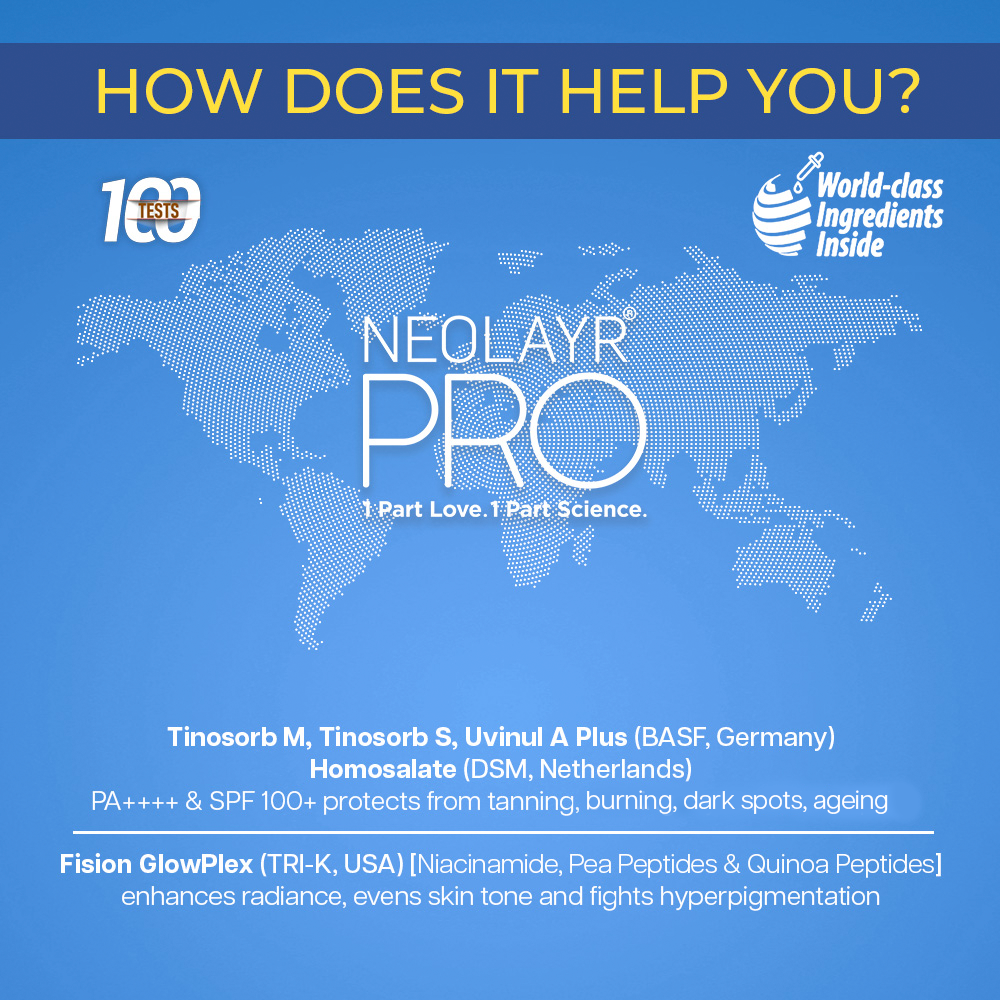 HOW DOES IT HELP YOU?
100
TESTS
World-class
Ingredients
Inside
NEOLAYR®
PRO
1 Part Love. 1 Part Science.
Tinosorb M, Tinosorb S, Uvinul A Plus (BASF, Germany)
Homosalate (DSM, Netherlands)
PA++++ & SPF 100+ protects from tanning, burning, dark spots, ageing
Fision GlowPlex (TRI-K, USA) [Niacinamide, Pea Peptides & Quinoa Peptides]
enhances radiance, evens skin tone and fights hyperpigmentation